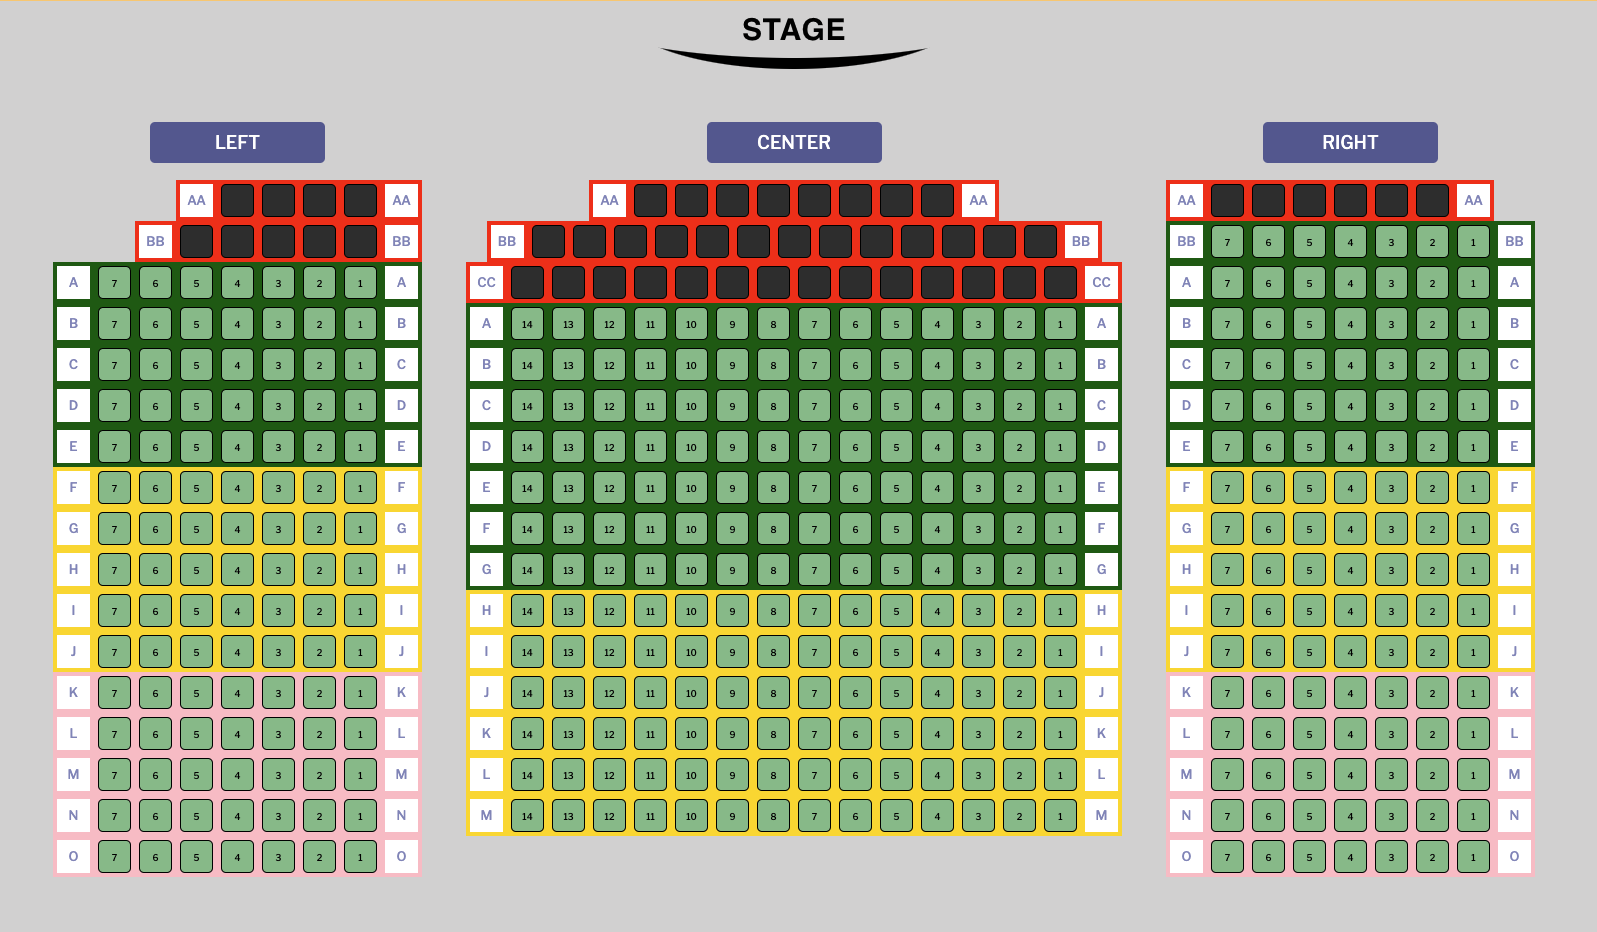 STAGE
LEFT CENTER RIGHT
AA AA AA AA AA AA
BB BB BB BB BB 7 6 5 4 3 2 1 BB
A 7 6 5 4 3 2 1 A CC CC A 7 6 5 4 3 2 1 A
B 7 6 5 4 3 2 1 B A 14 13 12 11 10 9 8 7 6 5 4 3 2 1 A B 7 6 5 4 3 2 1 B
C 7 6 5 4 3 2 1 C B 14 13 12 11 10 9 8 7 6 5 4 3 2 1 B C 7 6 5 4 3 2 1 C
D 7 6 5 4 3 2 1 D C 14 13 12 11 10 9 8 7 6 5 4 3 2 1 C D 7 6 5 4 3 2 1 D
E 7 6 5 4 3 2 1 E D 14 13 12 11 10 9 8 7 6 5 4 3 2 1 D E 7 6 5 4 3 2 1 E
F 7 6 5 4 3 2 1 F E 14 13 12 11 10 9 8 7 6 5 4 3 2 1 E F 7 6 5 4 3 2 1 F
G 7 6 5 4 3 2 1 G F 14 13 12 11 10 9 8 7 6 5 4 3 2 1 F G 7 6 5 4 3 2 1 G
H 7 6 5 4 3 2 1 H G 14 13 12 11 10 9 8 7 6 5 4 3 2 1 G H 7 6 5 4 3 2 1 H
I 7 6 5 4 3 2 1 I H 14 13 12 11 10 9 8 7 6 5 4 3 2 1 H I 7 6 5 4 3 2 1 I
J 7 6 5 4 3 2 1 J I 14 13 12 11 10 9 8 7 6 5 4 3 2 1 I J 7 6 5 4 3 2 1 J
K 7 6 5 4 3 2 1 K J 14 13 12 11 10 9 8 7 6 5 4 3 2 1 J K 7 6 5 4 3 2 1 K
L 7 6 5 4 3 2 1 L K 14 13 12 11 10 9 8 7 6 5 4 3 2 1 K L 7 6 5 4 3 2 1 L
M 7 6 5 4 3 2 1 M L 14 13 12 11 10 9 8 7 6 5 4 3 2 1 L M 7 6 5 4 3 2 1 M
N 7 6 5 4 3 2 1 N M 14 13 12 11 10 9 8 7 6 5 4 3 2 1 M N 7 6 5 4 3 2 1 N
O 7 6 5 4 3 2 1 O O 7 6 5 4 3 2 1 O